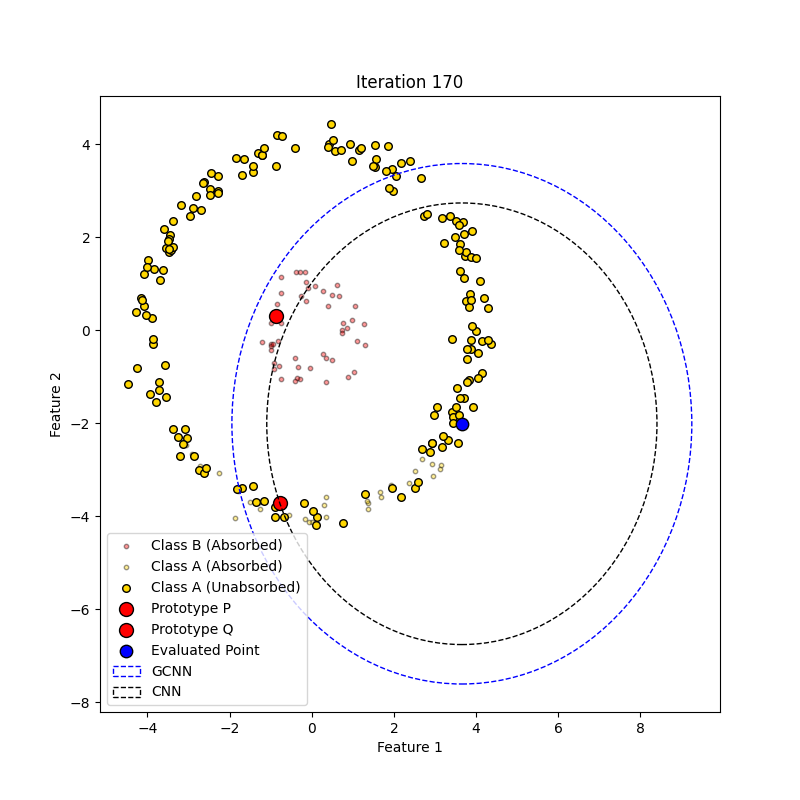 Iteration 170
Feature 2
4
2
0
−2
−4
−6
−8
Class B (Absorbed)
Class A (Absorbed)
Class A (Unabsorbed)
Prototype P
Prototype Q
Evaluated Point
GCNN
CNN
−4 −2 0 2 4 6 8
Feature 1